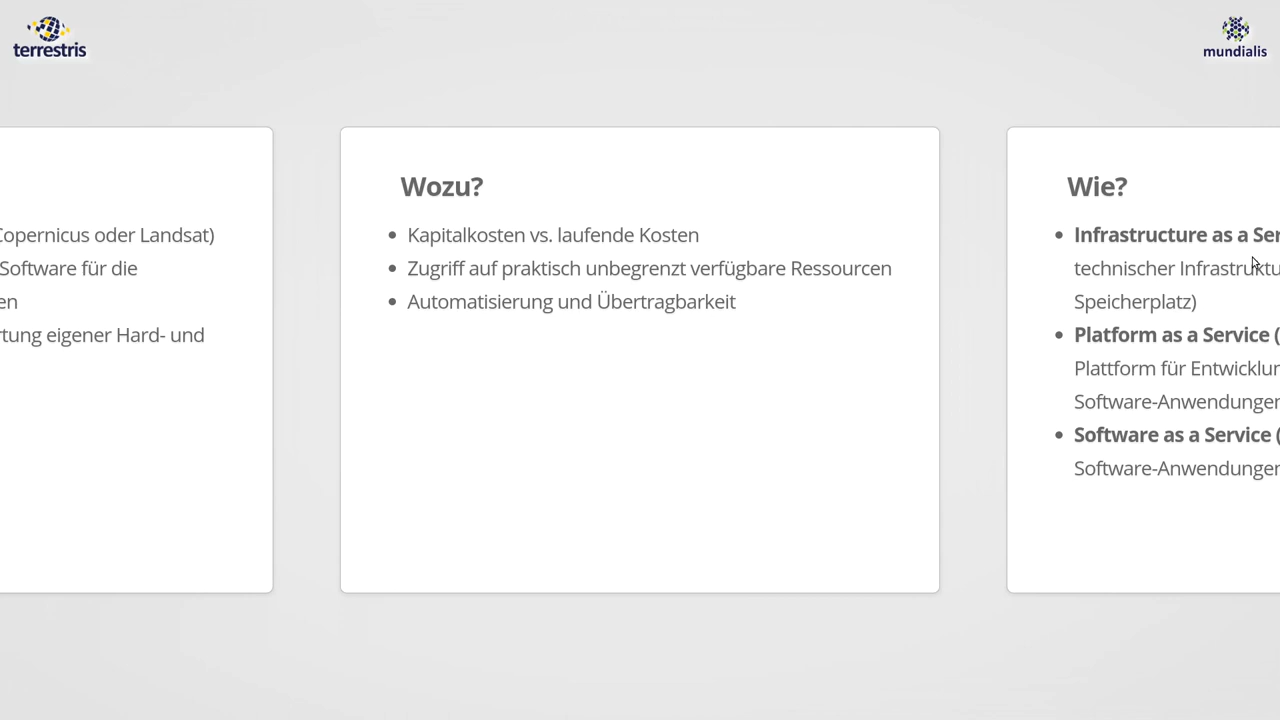 terrestris
mundialis
Copernicus oder Landsat)
Software für die
en
rtung eigener Hard- und
Wozu?
Kapitalkosten vs. laufende Kosten
Zugriff auf praktisch unbegrenzt verfügbare Ressourcen
Automatisierung und Übertragbarkeit
Wie?
Infrastructure as a Ser
technischer Infrastruktu
Speicherplatz)
Platform as a Service (
Plattform für Entwicklun
Software-Anwendungen
Software as a Service (
Software-Anwendungen